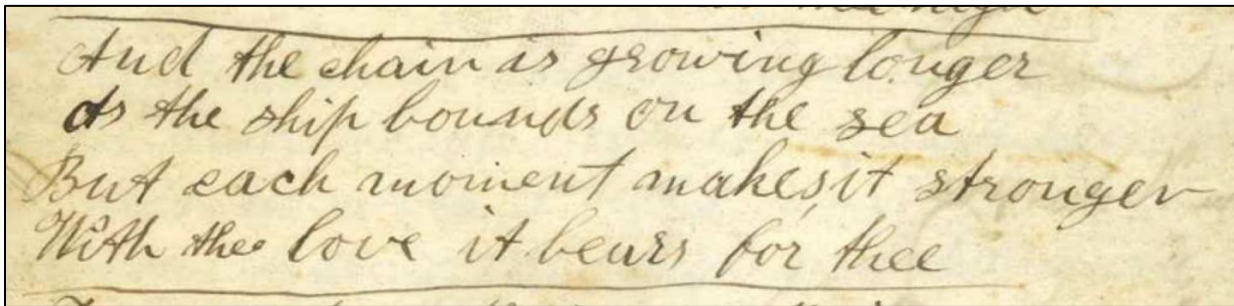 And the chain is growing longer
As the ship bounds on the sea
But each moment makes it stronger
With the love it bears for thee